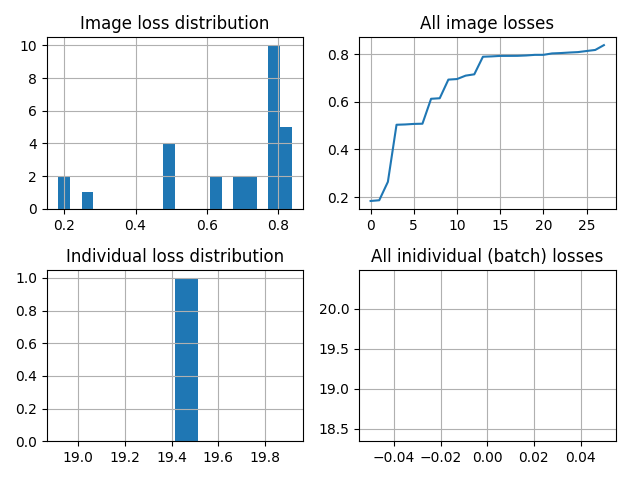 Image loss distribution
10
8
6
4
2
0
0.2 0.4 0.6 0.8
All image losses
0.8
0.6
0.4
0.2
0 5 10 15 20 25
Individual loss distribution
1.0
0.8
0.6
0.4
0.2
0.0
19.0 19.2 19.4 19.6 19.8
All inidividual (batch) losses
20.0
19.5
19.0
18.5
−0.04 −0.02 0.00 0.02 0.04